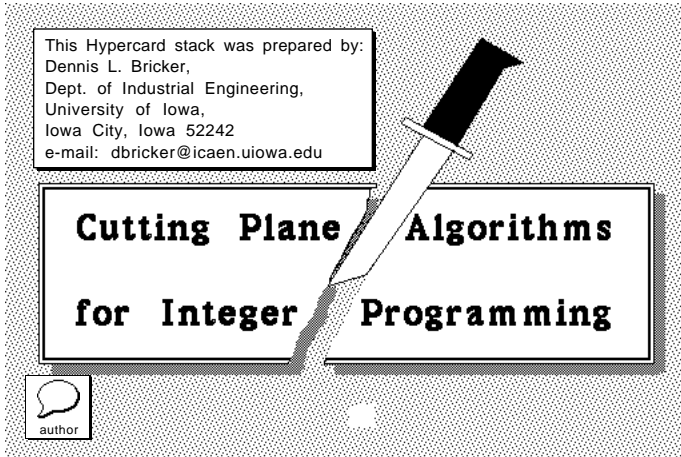 This Hypercard stack was prepared by:
Dennis L. Bricker,
Dept. of Industrial Engineering,
University of Iowa,
Iowa City, Iowa 52242
e-mail: dbricker@icaen.uiowa.edu
Cutting Plane Algorithms
for Integer Programming
author